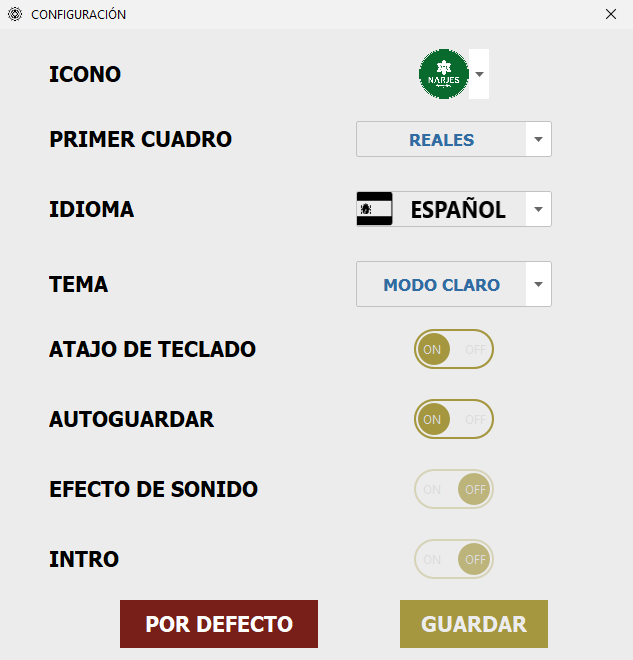 CONFIGURACIÓN
ICONO
NARJES
PRIMER CUADRO
REALES
IDIOMA
ESPAÑOL
TEMA
MODO CLARO
ATAJO DE TECLADO
ON OFF
AUTOGUARDAR
ON OFF
EFECTO DE SONIDO
ON OFF
INTRO
ON OFF
POR DEFECTO
GUARDAR